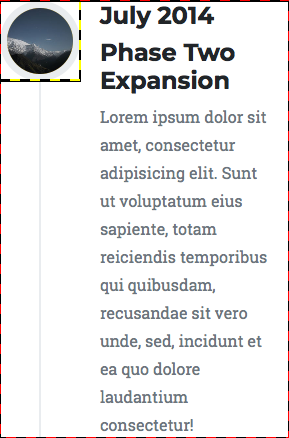 July 2014
Phase Two
Expansion
Lorem ipsum dolor sit
amet, consectetur
adipisicing elit. Sunt
ut voluptatum eius
sapiente, totam
reiciendis temporibus
qui quibusdam,
recusandae sit vero
unde, sed, incidunt et
ea quo dolore
laudantium
consectetur!